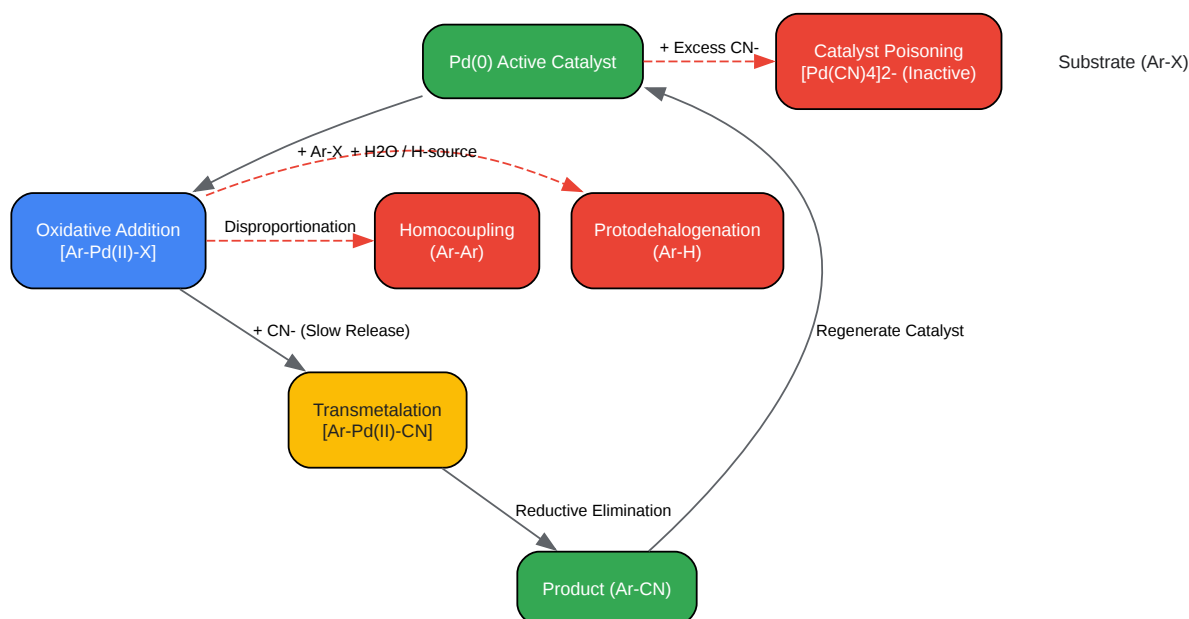 Pd(0) Active Catalyst
+ Excess CN-
Catalyst Poisoning
[Pd(CN)4]2- (Inactive)
Substrate (Ar-X)
+ Ar-X
+ H2O / H-source
Oxidative Addition
[Ar-Pd(II)-X]
Disproportionation
Homocoupling
(Ar-Ar)
Protodehalogenation
(Ar-H)
+ CN- (Slow Release)
Regenerate Catalyst
Transmetalation
[Ar-Pd(II)-CN]
Reductive Elimination
Product (Ar-CN)